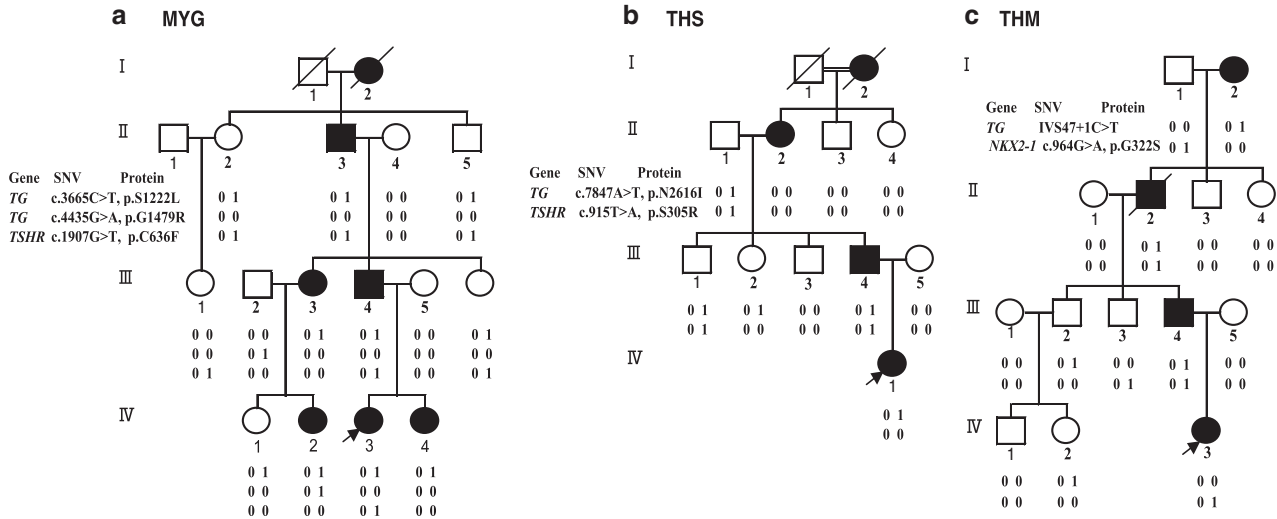 a MYG
I
1 2
II
1 2 3 4 5
Gene SNV Protein
TG c.3665C>T, p.S1222L 0 1 0 1 0 0 0 1
TG c.4435G>A, p.G1479R 0 0 0 0 0 0 0 0
TSHR c.1907G>T, p.C636F 0 1 0 1 0 0 0 1
III
1 2 3 4 5
0 0 0 0 0 1 0 1 0 0 0 1
0 0 0 1 0 0 0 0 0 0 0 0
0 1 0 0 0 0 0 1 0 0 0 1
IV
1 2 3 4
0 1 0 1 0 1 0 1
0 0 0 1 0 0 0 0
0 0 0 0 0 1 0 0
b THS
I
1 2
II
1 2 3 4
Gene SNV Protein
TG c.7847A>T, p.N2616I 0 1 0 0 0 0 0 0
TSHR c.915T>A, p.S305R 0 1 0 0 0 0 0 0
III
1 2 3 4 5
0 1 0 1 0 0 0 1 0 0
0 1 0 0 0 0 0 1 0 0
IV
1
0 1
0 0
c THM
I
1 2
Gene SNV Protein
TG IVS47+1C>T 0 0 0 1
NKX2-1 c.964G>A, p.G322S 0 1 0 0
II
1 2 3 4
0 0 0 1 0 0 0 0
0 0 0 1 0 0 0 0
III
1 2 3 4 5
0 0 0 1 0 0 0 1 0 0
0 0 0 0 0 1 0 1 0 0
IV
1 2 3
0 0 0 1 0 0
0 0 0 0 0 1